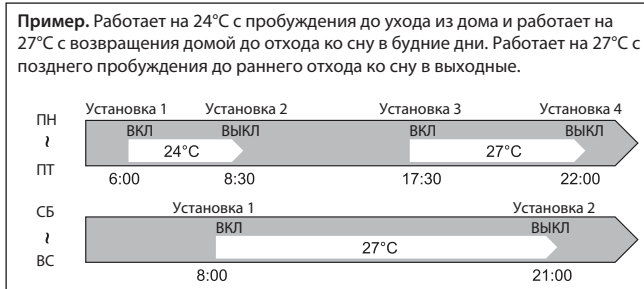 Пример. Работает на 24°C с пробуждения до ухода из дома и работает на
27°C с возвращения домой до отхода ко сну в будние дни. Работает на 27°C с
позднего пробуждения до раннего отхода ко сну в выходные.
Установка 1 Установка 2 Установка 3 Установка 4
ПН
ВКЛ ВЫКЛ ВКЛ ВЫКЛ
≀
24°C 27°C
ПТ
6:00 8:30 17:30 22:00
СБ
Установка 1 Установка 2
ВКЛ ВЫКЛ
≀
27°C
ВС
8:00 21:00